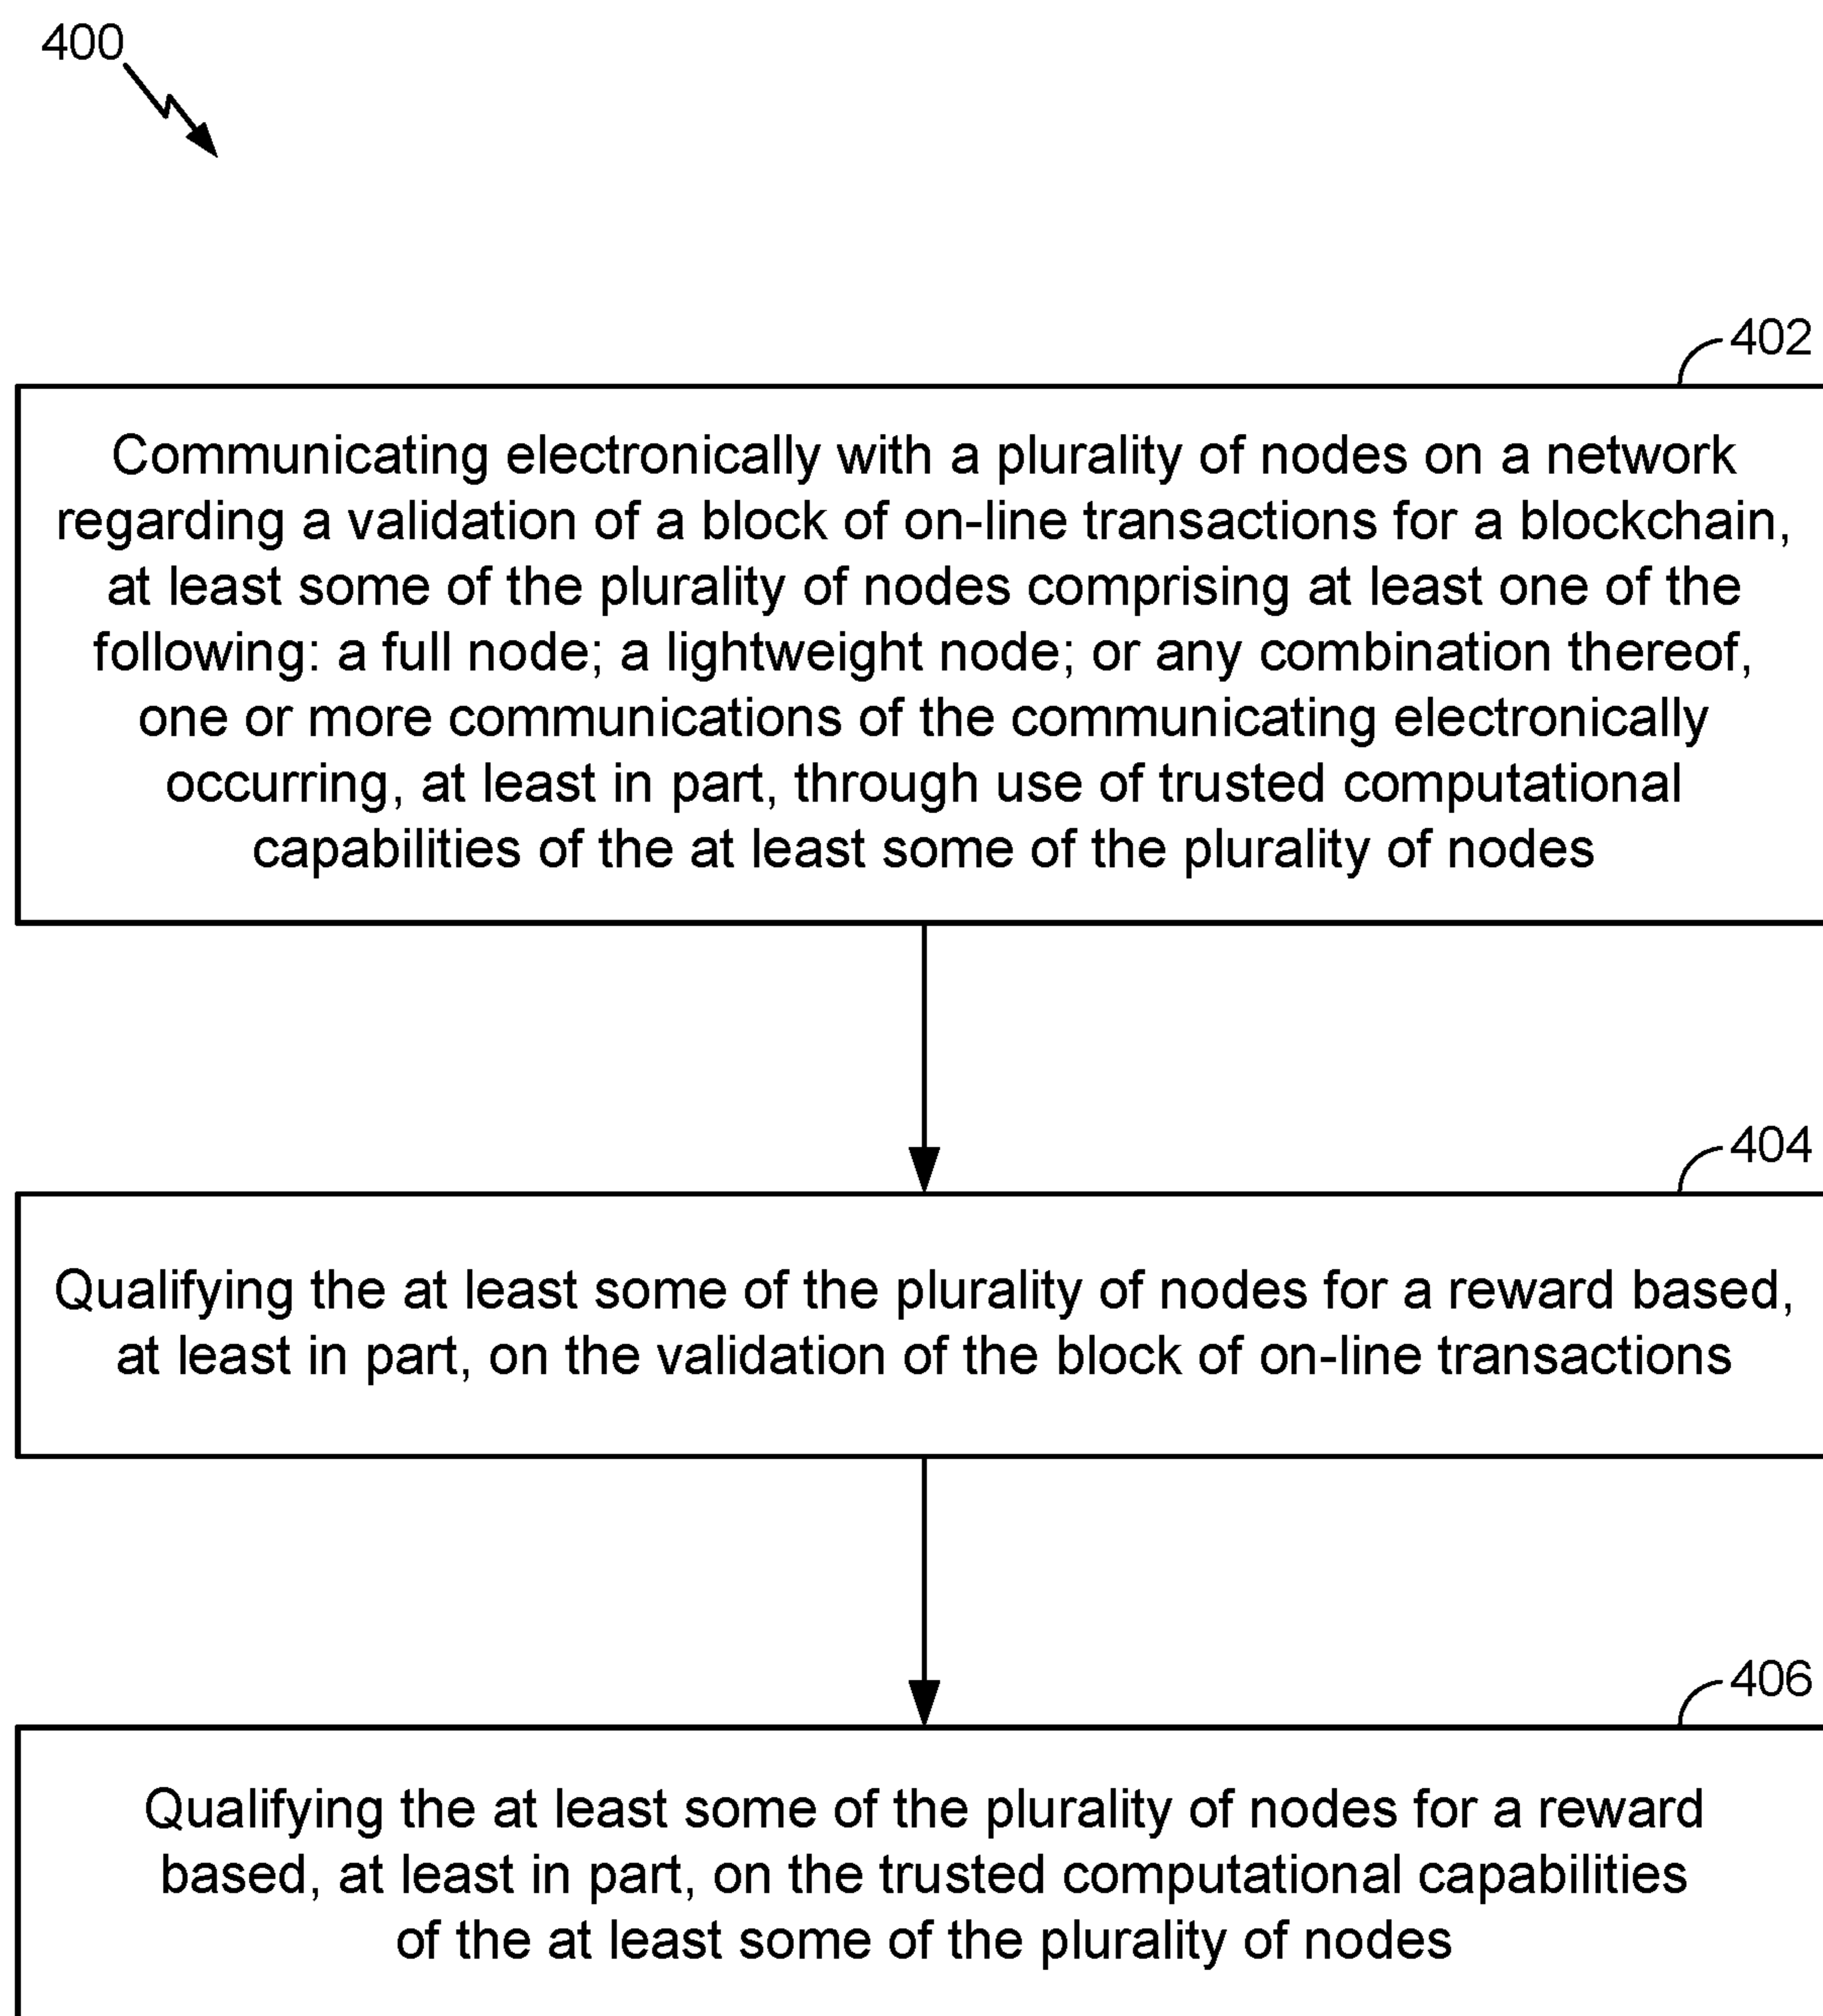 400
402
Communicating electronically with a plurality of nodes on a network
regarding a validation of a block of on-line transactions for a blockchain,
at least some of the plurality of nodes comprising at least one of the
following: a full node; a lightweight node; or any combination thereof,
one or more communications of the communicating electronically
occurring, at least in part, through use of trusted computational
capabilities of the at least some of the plurality of nodes
404
Qualifying the at least some of the plurality of nodes for a reward based,
at least in part, on the validation of the block of on-line transactions
406
Qualifying the at least some of the plurality of nodes for a reward
based, at least in part, on the trusted computational capabilities
of the at least some of the plurality of nodes